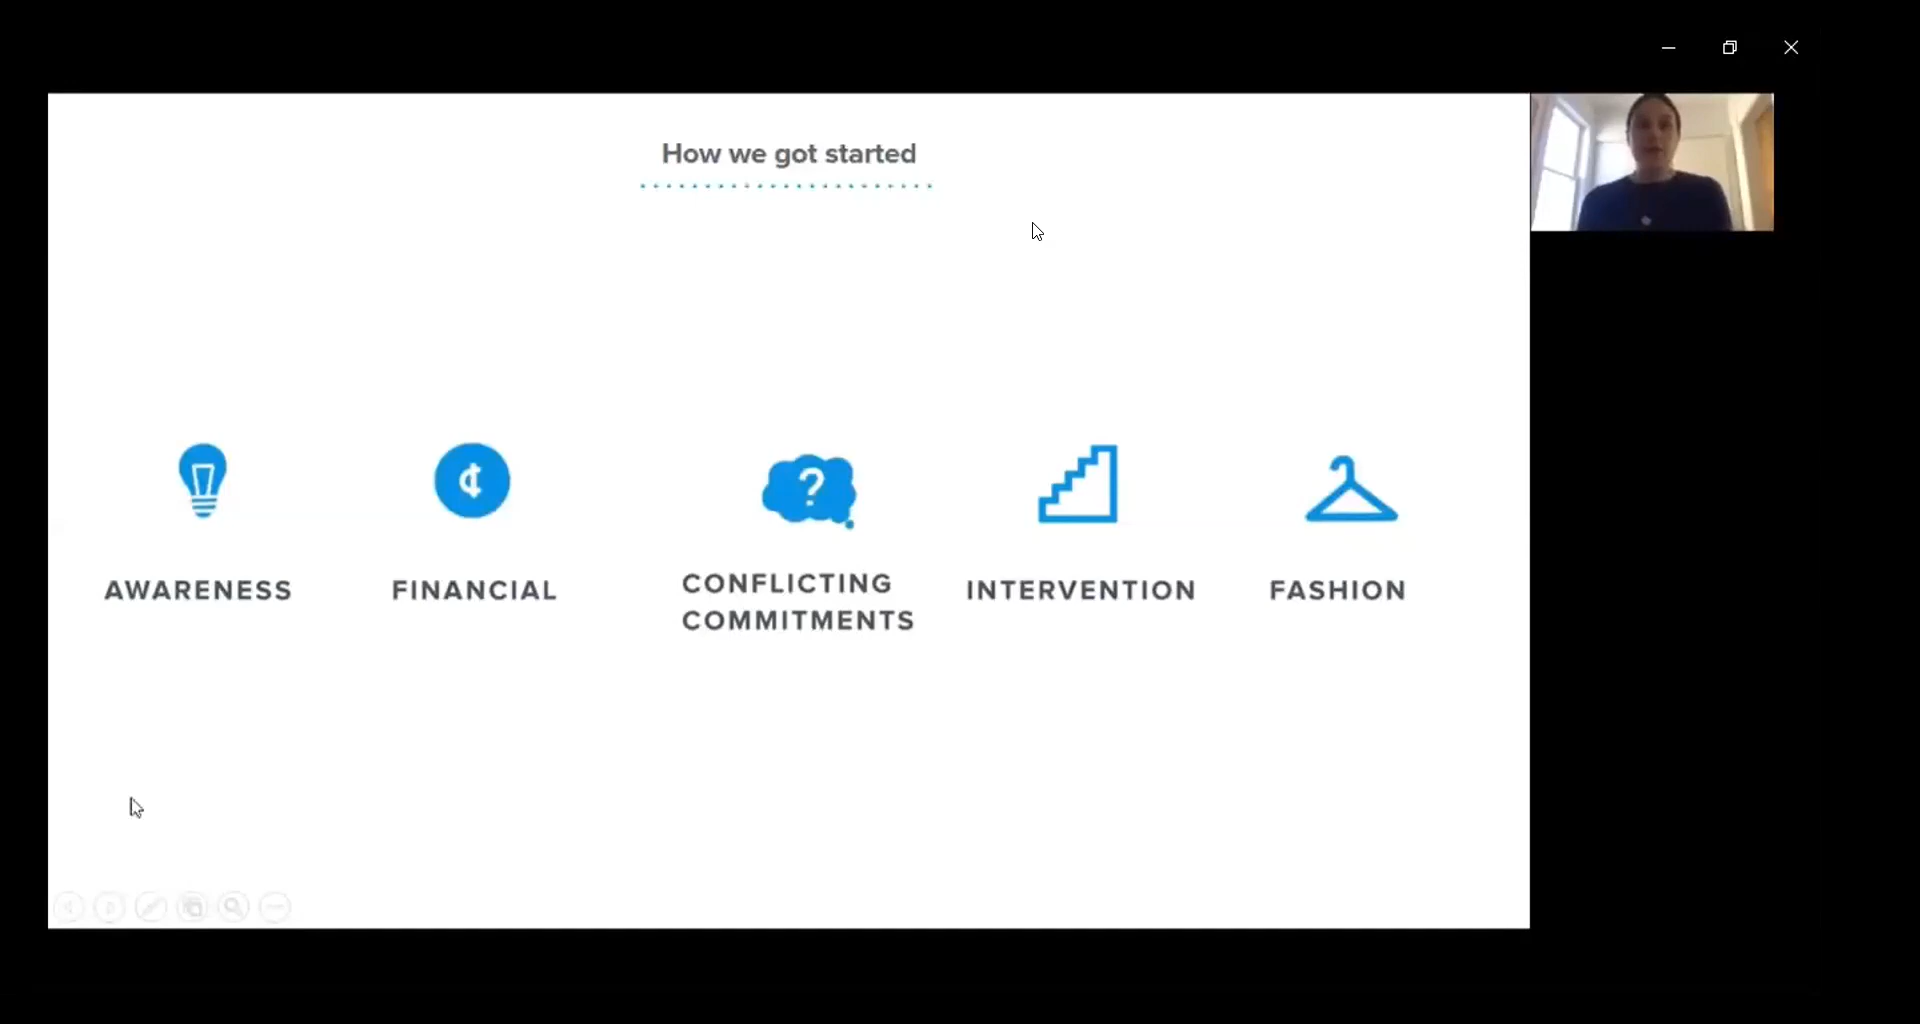 How we got started
¢
?
AWARENESS
FINANCIAL
CONFLICTING
COMMITMENTS
INTERVENTION
FASHION